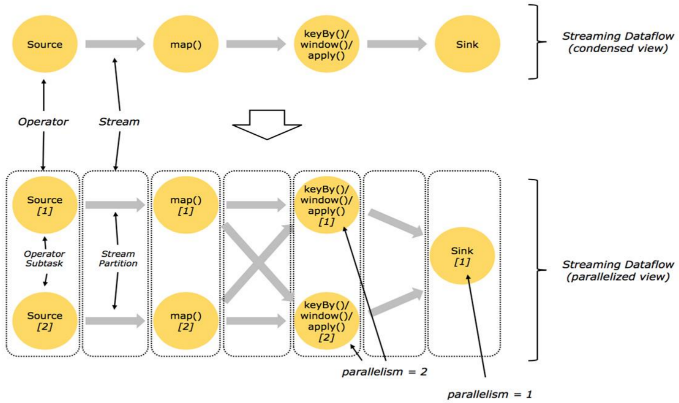 Source
map()
keyBy()/
window()/
apply()
Sink
Streaming Dataflow
(condensed view)
Operator
Stream
Source
[1]
map()
[1]
keyBy()/
window()/
apply()
[1]
Operator
Subtask
Stream
Partition
Sink
[1]
Streaming Dataflow
(parallelized view)
Source
[2]
map()
[2]
keyBy()/
window()/
apply()
[2]
parallelism = 2
parallelism = 1